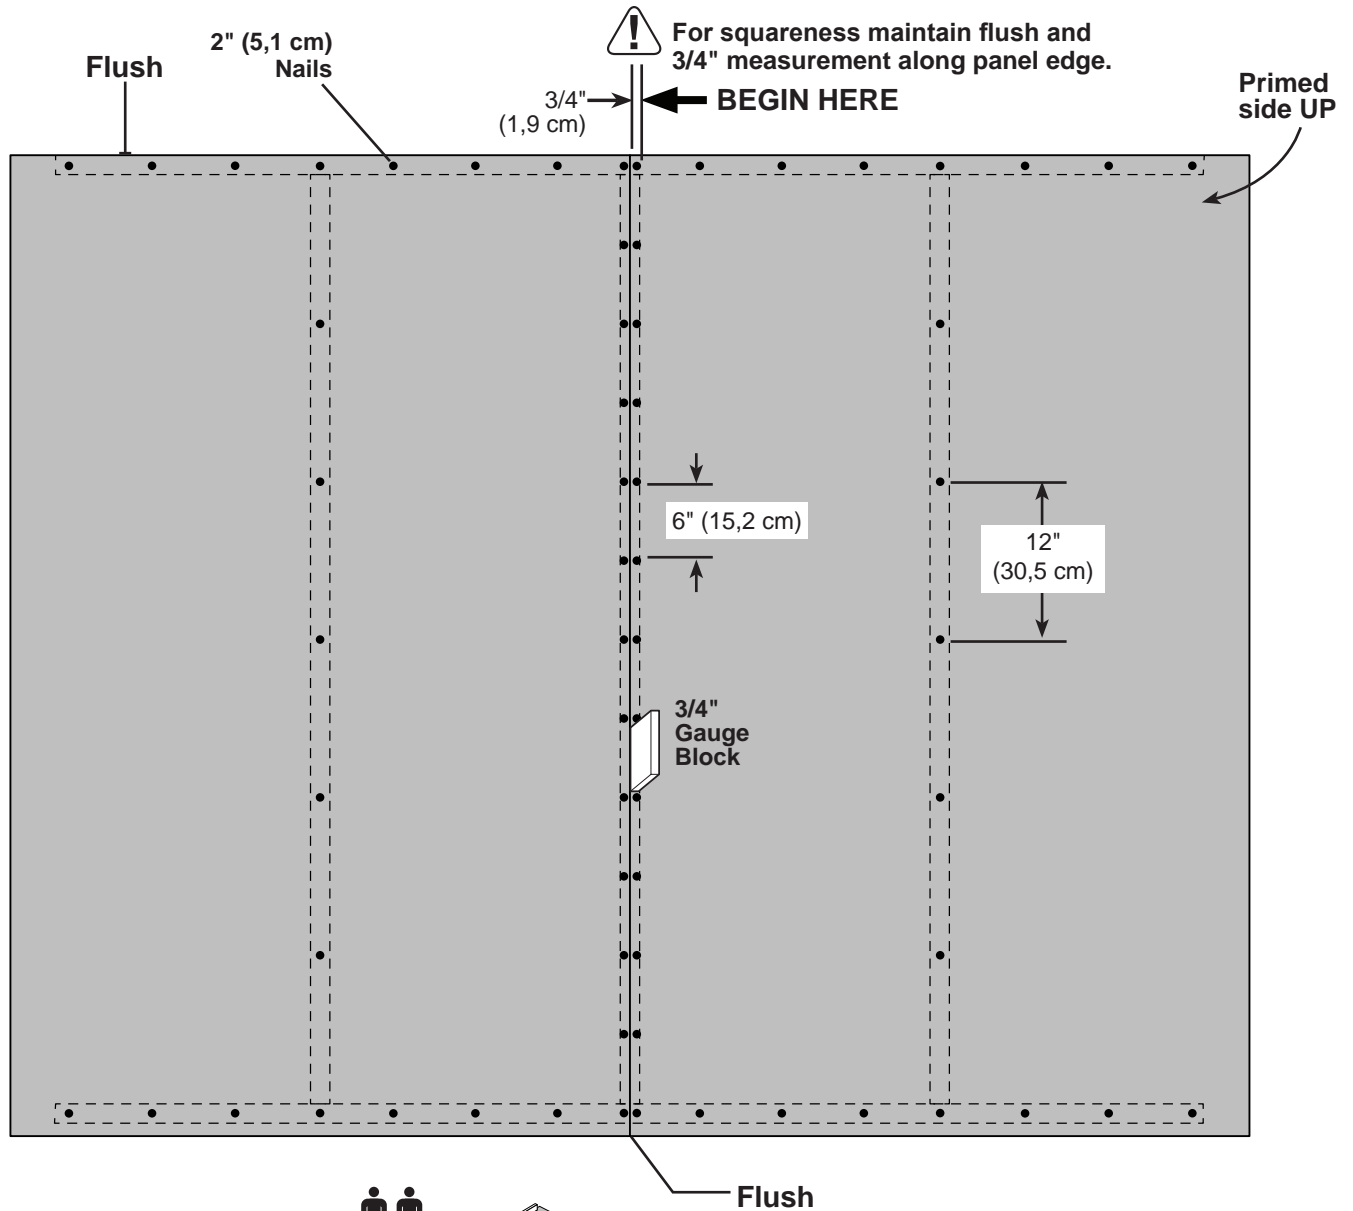 For squareness maintain flush and
3/4" measurement along panel edge.
2" (5,1 cm)
Nails
Flush
3/4"
(1,9 cm)
BEGIN HERE
Primed
side UP
6" (15,2 cm)
12"
(30,5 cm)
3/4"
Gauge
Block
Flush